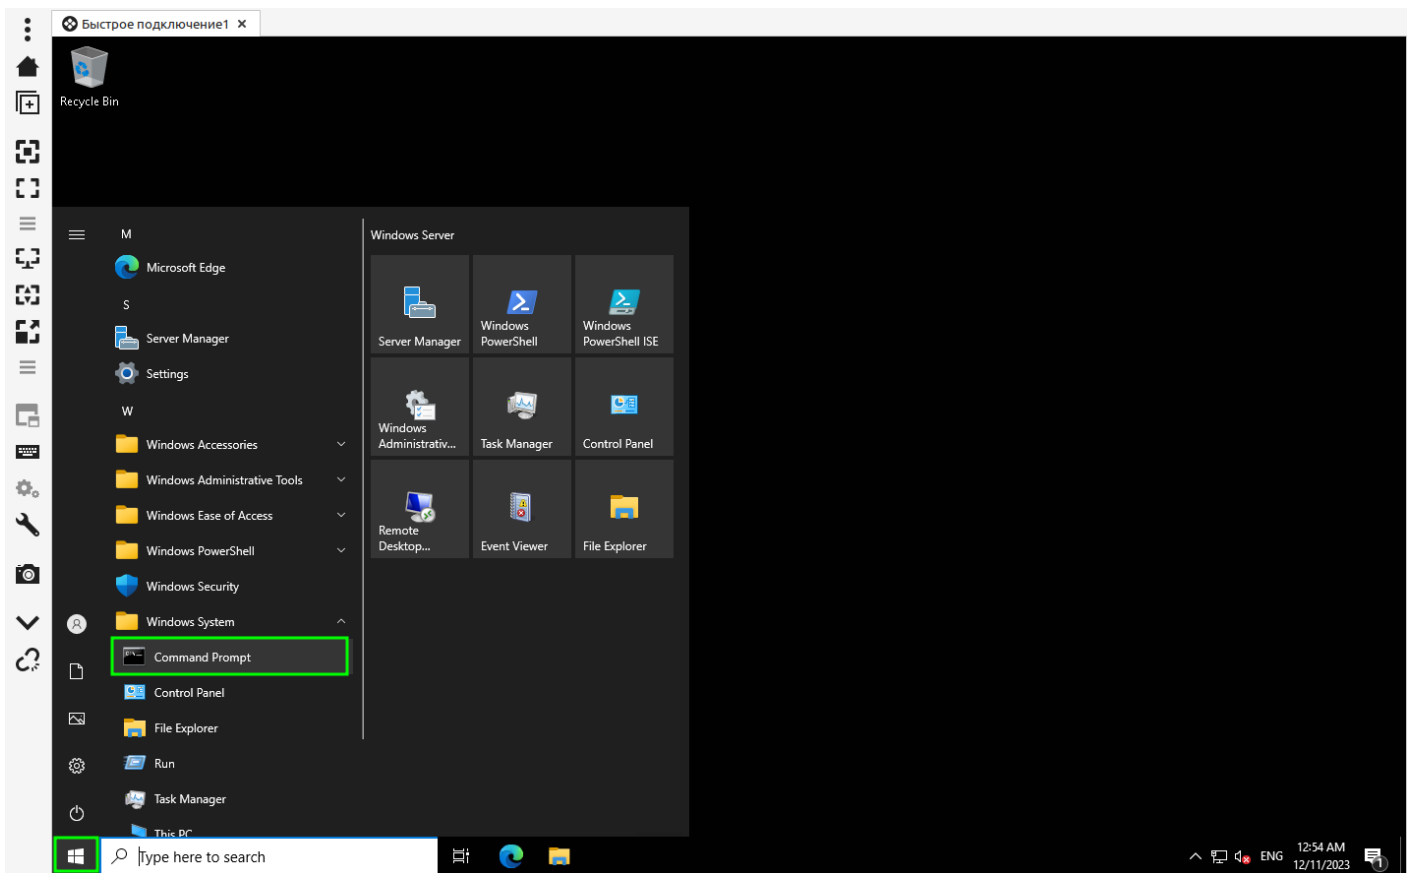 Быстрое подключение1
Recycle Bin
M
Microsoft Edge
S
Server Manager
Settings
W
Windows Accessories
Windows Administrative Tools
Windows Ease of Access
Windows PowerShell
Windows Security
Windows System
Command Prompt
Control Panel
File Explorer
Run
Task Manager
This PC
Windows Server
Server Manager
Windows
PowerShell
Windows
PowerShell ISE
Windows
Administrativ...
Task Manager
Control Panel
Remote
Desktop...
Event Viewer
File Explorer
Type here to search
ENG
12:54 AM
12/11/2023
1